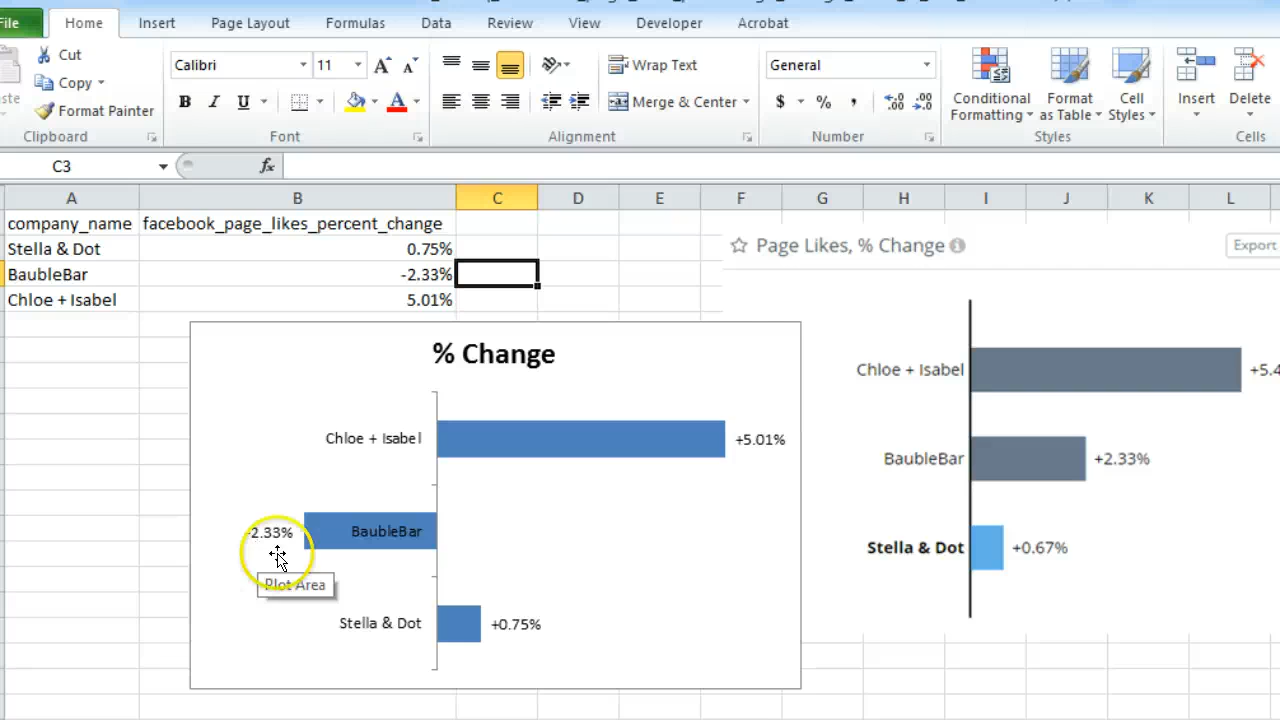 File Home Insert Page Layout Formulas Data Review View Developer Acrobat
Cut
Copy
Format Painter
Clipboard
Calibri 11
B I U
Font
Wrap Text
Merge & Center
Alignment
General
$ % ,
Number
Conditional Formatting
Format as Table
Cell Styles
Styles
Insert
Delete
Cells
C3 fx
A B C D E F G H I J K L
company_name facebook_page_likes_percent_change
Stella & Dot 0.75%
BaubleBar -2.33%
Chloe + Isabel 5.01%
% Change
Chloe + Isabel +5.01%
-2.33% BaubleBar
Plot Area
Stella & Dot +0.75%
Page Likes, % Change
Export
Chloe + Isabel
BaubleBar +2.33%
Stella & Dot +0.67%